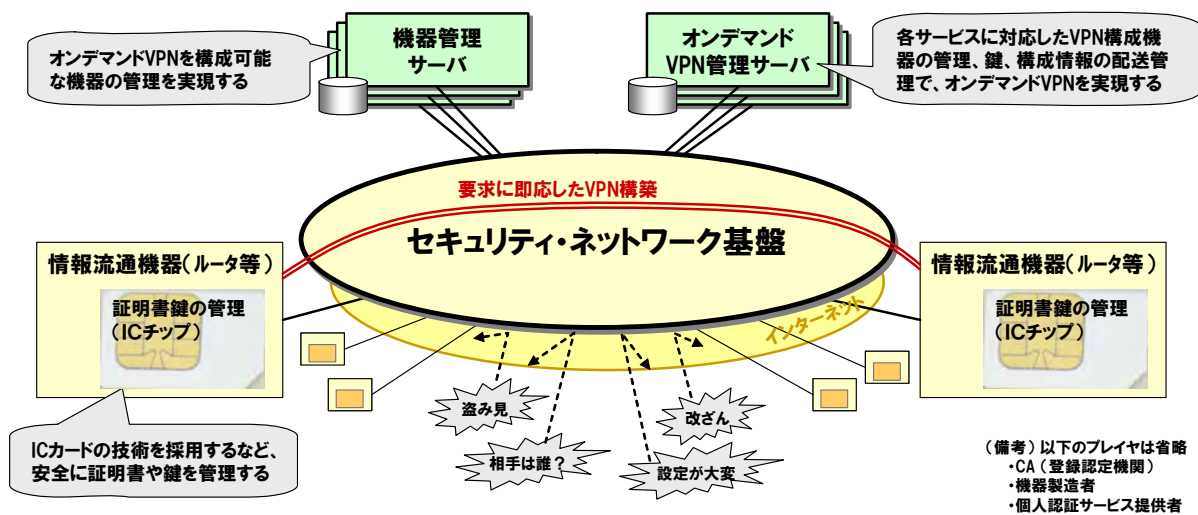 オンデマンドVPNを構成可能
な機器の管理を実現する
機器管理
サーバ
オンデマンド
VPN管理サーバ
各サービスに対応したVPN構成機
器の管理、鍵、構成情報の配送管
理で、オンデマンドVPNを実現する
要求に即応したVPN構築
セキュリティ・ネットワーク基盤
インターネット
情報流通機器(ルータ等)
証明書鍵の管理
(ICチップ)
情報流通機器(ルータ等)
証明書鍵の管理
(ICチップ)
盗み見
相手は誰?
改ざん
設定が大変
ICカードの技術を採用するなど、
安全に証明書や鍵を管理する
(備考)以下のプレイヤは省略
・CA(登録認定機関)
・機器製造者
・個人認証サービス提供者